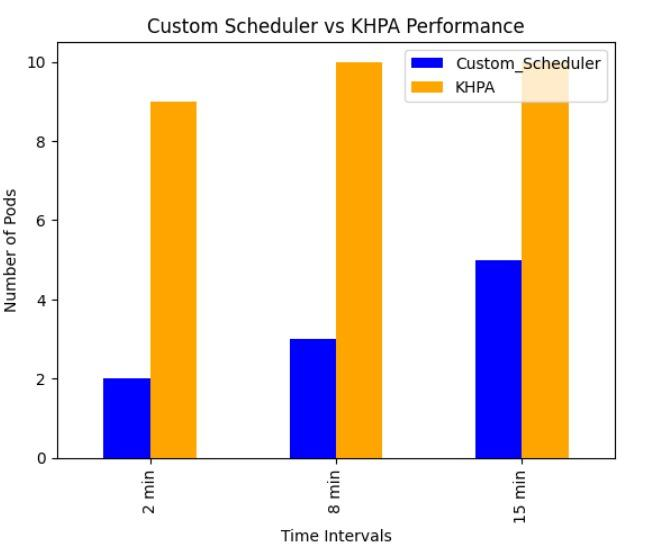 Custom Scheduler vs KHPA Performance
Custom_Scheduler
KHPA
Number of Pods
10
8
6
4
2
0
2 min
8 min
15 min
Time Intervals